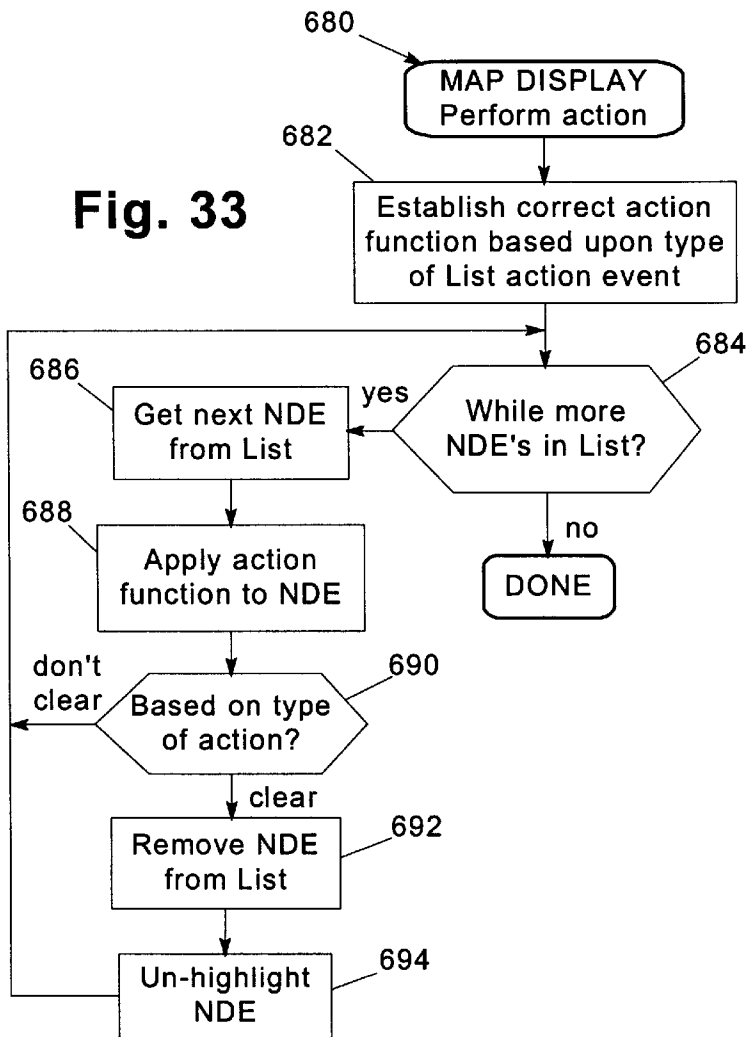 680
MAP DISPLAY
Perform action
682
Fig. 33
Establish correct action
function based upon type
of List action event
684
686
yes
Get next NDE
from List
While more
NDE's in List?
688
no
Apply action
function to NDE
DONE
don't
clear
690
Based on type
of action?
clear
692
Remove NDE
from List
694
Un-highlight
NDE